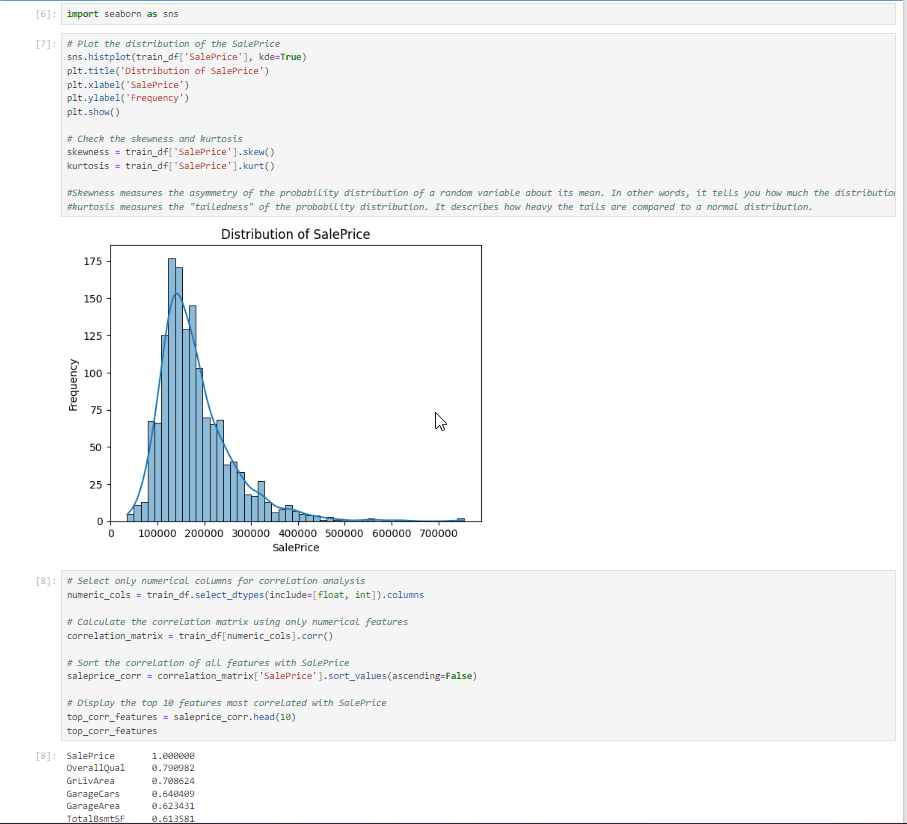 [6]: import seaborn as sns
[7]: # Plot the distribution of the SalePrice
sns.histplot(train_df['SalePrice'], kde=True)
plt.title('Distribution of SalePrice')
plt.xlabel('SalePrice')
plt.ylabel('Frequency')
plt.show()
# Check the skewness and kurtosis
skewness = train_df['SalePrice'].skew()
kurtosis = train_df['SalePrice'].kurt()
#Skewness measures the asymmetry of the probability distribution of a random variable about its mean. In other words, it tells you how much the
#kurtosis measures the "tailedness" of the probability distribution. It describes how heavy the tails are compared to a normal distribution.
Distribution of SalePrice
175
150
125
100
75
50
25
0
Frequency
0 100000 200000 300000 400000 500000 600000 700000
SalePrice
[8]: # Select only numerical columns for correlation analysis
numeric_cols = train_df.select_dtypes(include=[float, int]).columns
# Calculate the correlation matrix using only numerical features
correlation_matrix = train_df[numeric_cols].corr()
# Sort the correlation of all features with SalePrice
saleprice_corr = correlation_matrix['SalePrice'].sort_values(ascending=False)
# Display the top 10 features most correlated with SalePrice
top_corr_features = saleprice_corr.head(10)
top_corr_features
[8]: SalePrice 1.000000
OverallQual 0.790982
GrLivArea 0.708624
GarageCars 0.640409
GarageArea 0.623431
TotalBsmtSF 0.613581